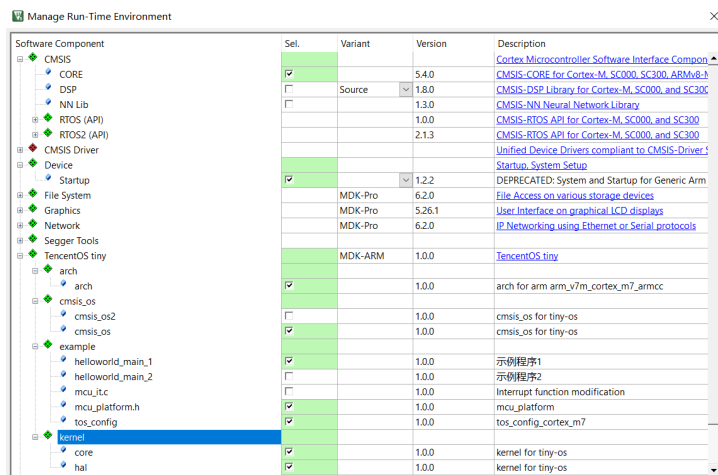 Manage Run-Time Environment
Software Component Sel. Variant Version Description
CMSIS Cortex Microcontroller Software Interface Compon
CORE 5.4.0 CMSIS-CORE for Cortex-M, SC000, SC300, ARMv8-M
DSP Source 1.8.0 CMSIS-DSP Library for Cortex-M, SC000, and SC300
NN Lib 1.3.0 CMSIS-NN Neural Network Library
RTOS (API) 1.0.0 CMSIS-RTOS API for Cortex-M, SC000, and SC300
RTOS2 (API) 2.1.3 CMSIS-RTOS API for Cortex-M, SC000, and SC300
CMSIS Driver Unified Device Drivers compliant to CMSIS-Driver S
Device Startup, System Setup
Startup 1.2.2 DEPRECATED: System and Startup for Generic Arm
File System MDK-Pro 6.2.0 File Access on various storage devices
Graphics MDK-Pro 5.26.1 User Interface on graphical LCD displays
Network MDK-Pro 6.2.0 IP Networking using Ethernet or Serial protocols
Segger Tools
TencentOS tiny MDK-ARM 1.0.0 TencentOS tiny
arch
arch 1.0.0 arch for arm arm_v7m_cortex_m7_armcc
cmsis_os
cmsis_os2 1.0.0 cmsis_os for tiny-os
cmsis_os 1.0.0 cmsis_os for tiny-os
example
helloworld_main_1 1.0.0 示例程序1
helloworld_main_2 1.0.0 示例程序2
mcu_it.c 1.0.0 Interrupt function modification
mcu_platform.h 1.0.0 mcu_platform
tos_config 1.0.0 tos_config_cortex_m7
kernel
core 1.0.0 kernel for tiny-os
hal 1.0.0 kernel for tiny-os